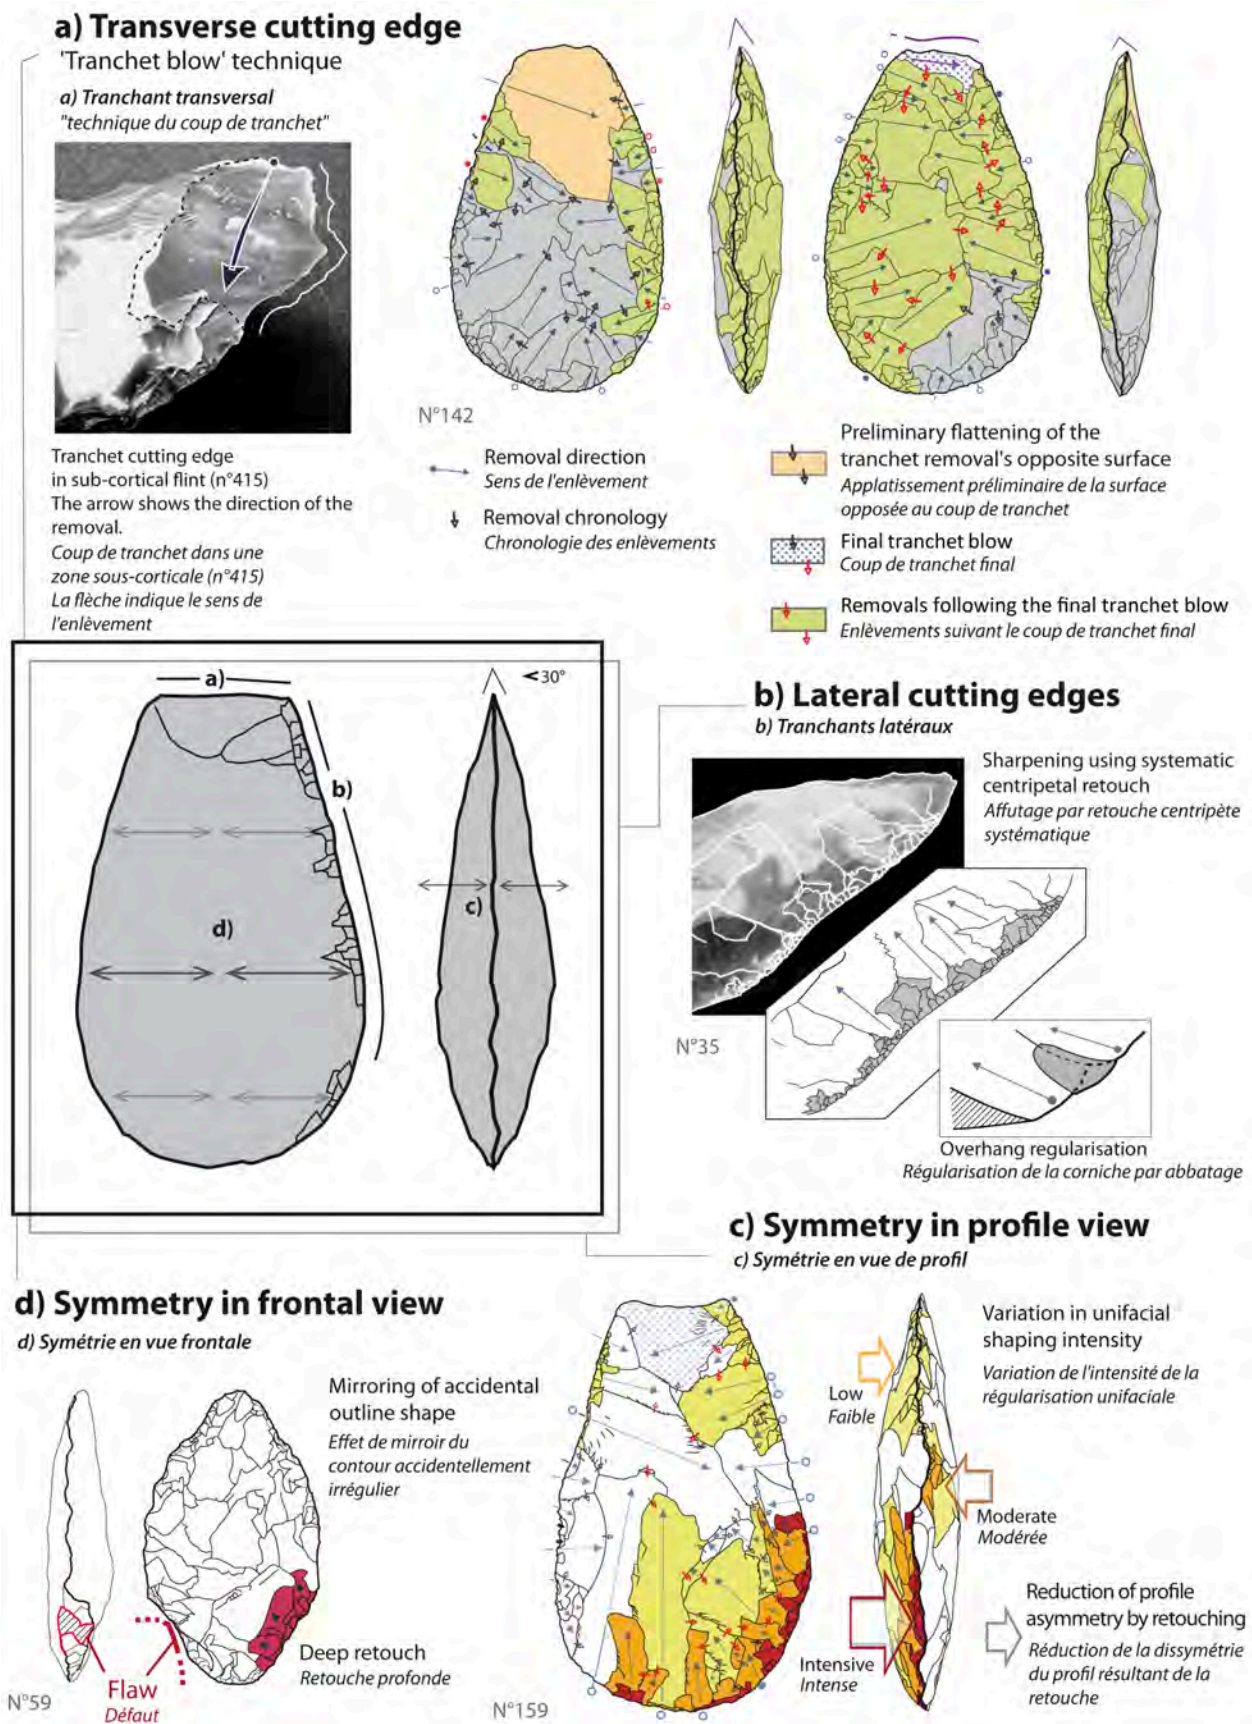 a) Transverse cutting edge
'Tranchet blow' technique
a) Tranchant transversal
"technique du coup de tranchet"
N°142
Tranchet cutting edge
in sub-cortical flint (n°415)
The arrow shows the direction of the
removal.
Coup de tranchet dans une
zone sous-corticale (n°415)
La flèche indique le sens de
l'enlèvement
Removal direction
Sens de l'enlèvement
Removal chronology
Chronologie des enlèvements
Preliminary flattening of the
tranchet removal's opposite surface
Applatissement préliminaire de la surface
opposée au coup de tranchet
Final tranchet blow
Coup de tranchet final
Removals following the final tranchet blow
Enlèvements suivant le coup de tranchet final
a)
<30°
b)
c)
d)
b) Lateral cutting edges
b) Tranchants latéraux
Sharpening using systematic
centripetal retouch
Affutage par retouche centripète
systématique
N°35
Overhang regularisation
Régularisation de la corniche par abbatage
c) Symmetry in profile view
c) Symétrie en vue de profil
d) Symmetry in frontal view
d) Symétrie en vue frontale
Mirroring of accidental
outline shape
Effet de mirroir du
contour accidentellement
irrégulier
Deep retouch
Retouche profonde
Flaw
Défaut
N°59
N°159
Variation in unifacial
shaping intensity
Variation de l'intensité de la
régularisation unifaciale
Low
Faible
Moderate
Modérée
Intensive
Intense
Reduction of profile
asymmetry by retouching
Réduction de la dissymétrie
du profil résultant de la
retouche